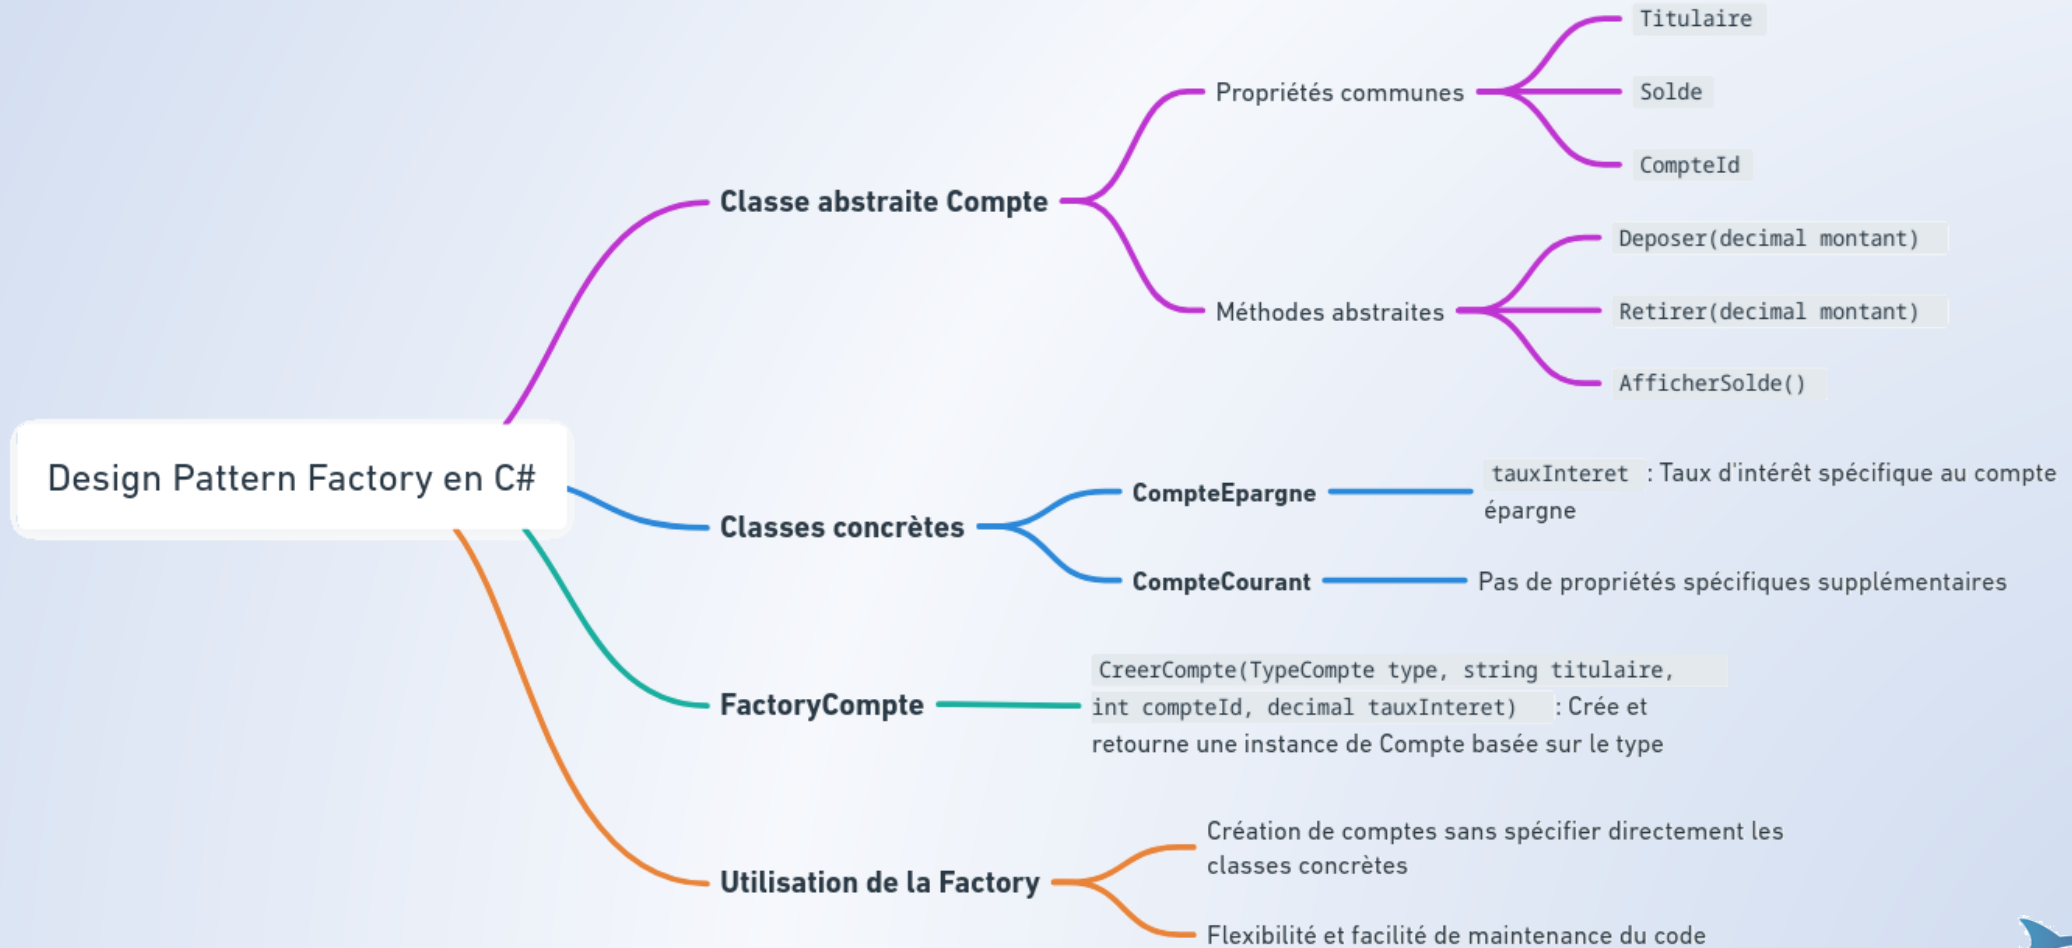 Design Pattern Factory en C#
Classe abstraite Compte
Propriétés communes
Titulaire
Solde
CompteId
Méthodes abstraites
Deposer(decimal montant)
Retirer(decimal montant)
AfficherSolde()
Classes concrètes
CompteEpargne
tauxInteret : Taux d'intérêt spécifique au compte
épargne
CompteCourant
Pas de propriétés spécifiques supplémentaires
FactoryCompte
CreerCompte(TypeCompte type, string titulaire,
int compteId, decimal tauxInteret) : Crée et
retourne une instance de Compte basée sur le type
Utilisation de la Factory
Création de comptes sans spécifier directement les
classes concrètes
Flexibilité et facilité de maintenance du code